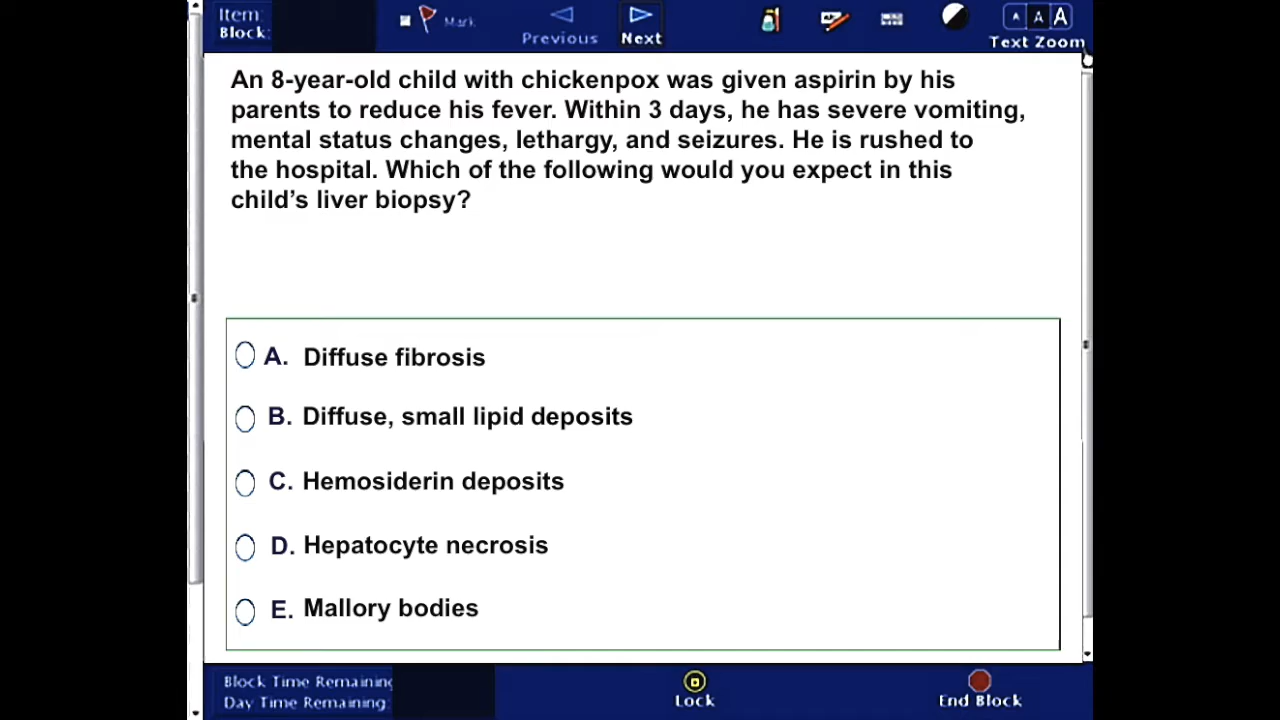 Item:
Block:
Mark
Previous
Next
A A A
Text Zoom
An 8-year-old child with chickenpox was given aspirin by his
parents to reduce his fever. Within 3 days, he has severe vomiting,
mental status changes, lethargy, and seizures. He is rushed to
the hospital. Which of the following would you expect in this
child's liver biopsy?
A. Diffuse fibrosis
B. Diffuse, small lipid deposits
C. Hemosiderin deposits
D. Hepatocyte necrosis
E. Mallory bodies
Block Time Remaining
Day Time Remaining:
Lock
End Block